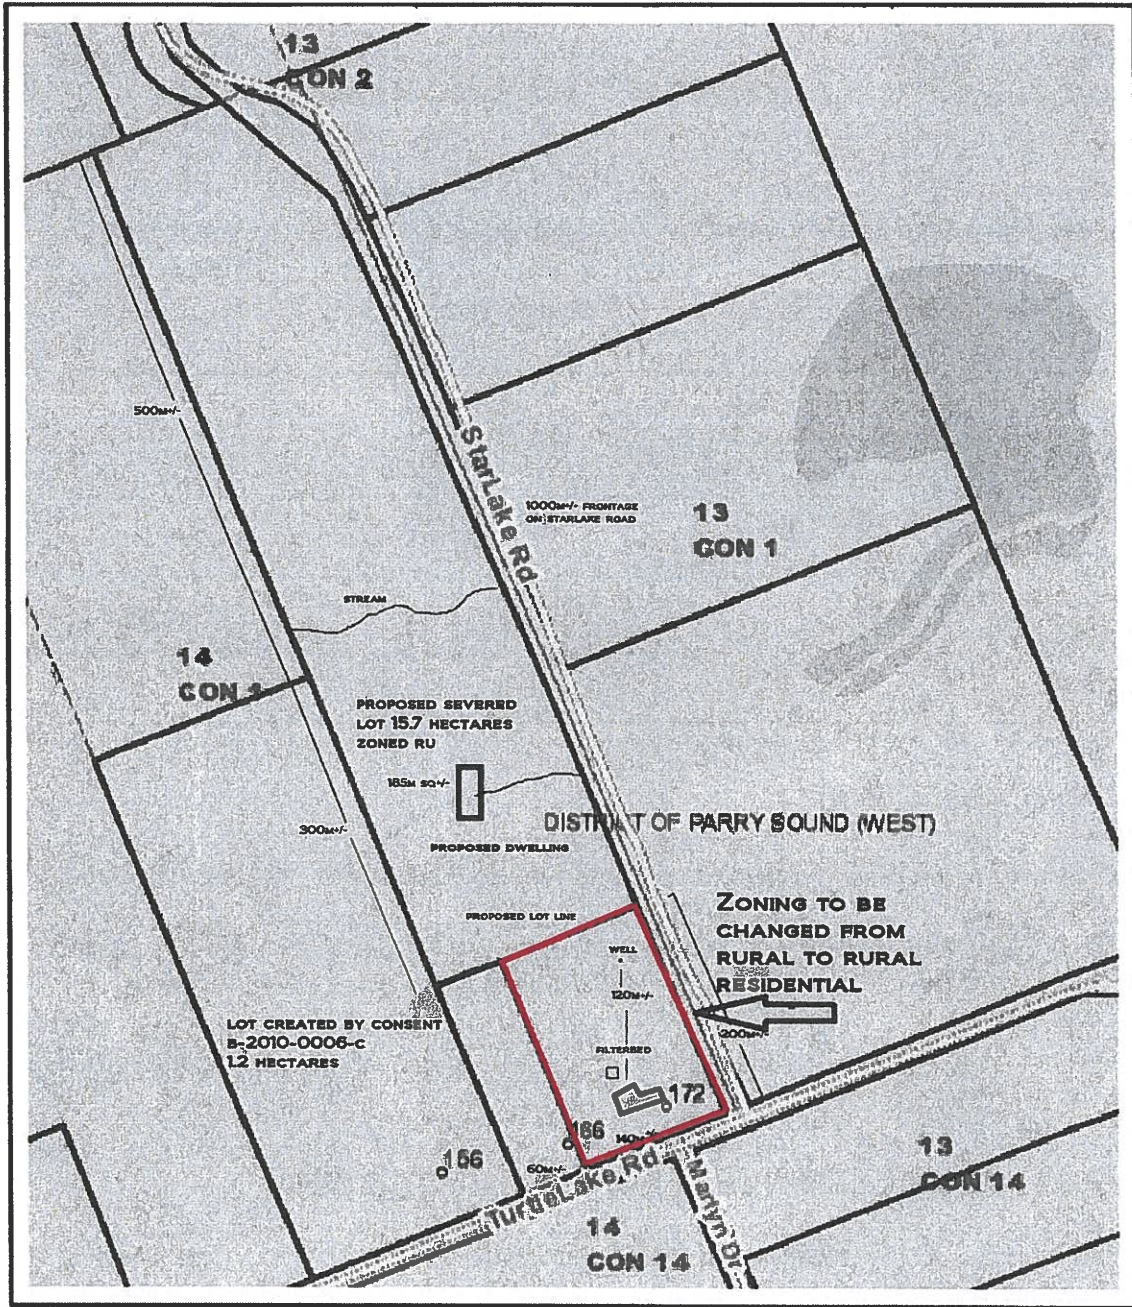 13
CON 2
500M+/-
StarLake Rd
1000M+/- FRONTAGE
ON STARLAKE ROAD
13
CON 1
STREAM
14
CON 1
PROPOSED SEVERED
LOT 15.7 HECTARES
ZONED RU
185M SQ+/-
300M+/-
DISTRICT OF PARRY SOUND (WEST)
PROPOSED DWELLING
ZONING TO BE
CHANGED FROM
RURAL TO RURAL
RESIDENTIAL
PROPOSED LOT LINE
WELL
120M+/-
LOT CREATED BY CONSENT
B-2010-0006-C
1.2 HECTARES
200M+/-
FILTERBED
172
186
140M+/-
166
60M+/-
TurtleLake Rd
Marlyn Dr
13
CON 14
14
CON 14